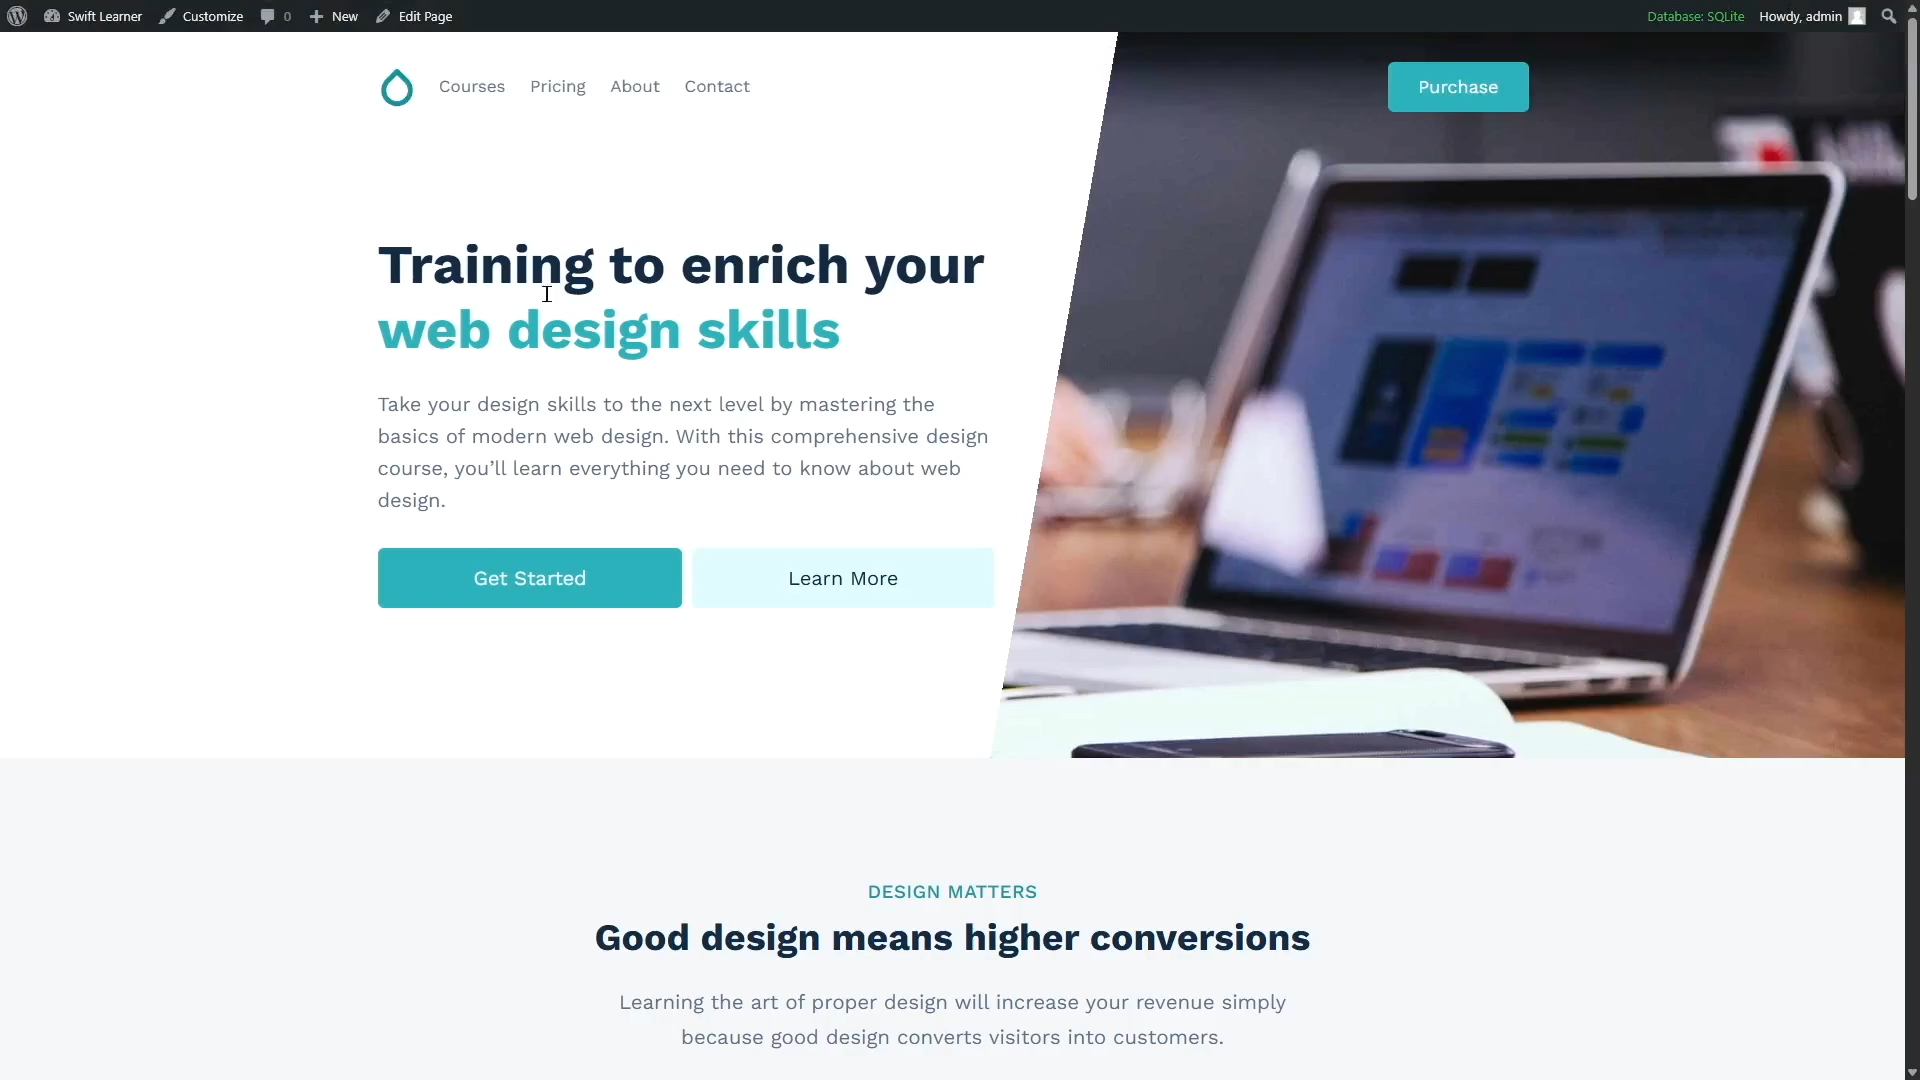 Swift Learner Customize 0 New Edit Page Database: SQLite Howdy, admin
Courses Pricing About Contact Purchase
Training to enrich your
web design skills
Take your design skills to the next level by mastering the
basics of modern web design. With this comprehensive design
course, you’ll learn everything you need to know about web
design.
Get Started Learn More
DESIGN MATTERS
Good design means higher conversions
Learning the art of proper design will increase your revenue simply
because good design converts visitors into customers.